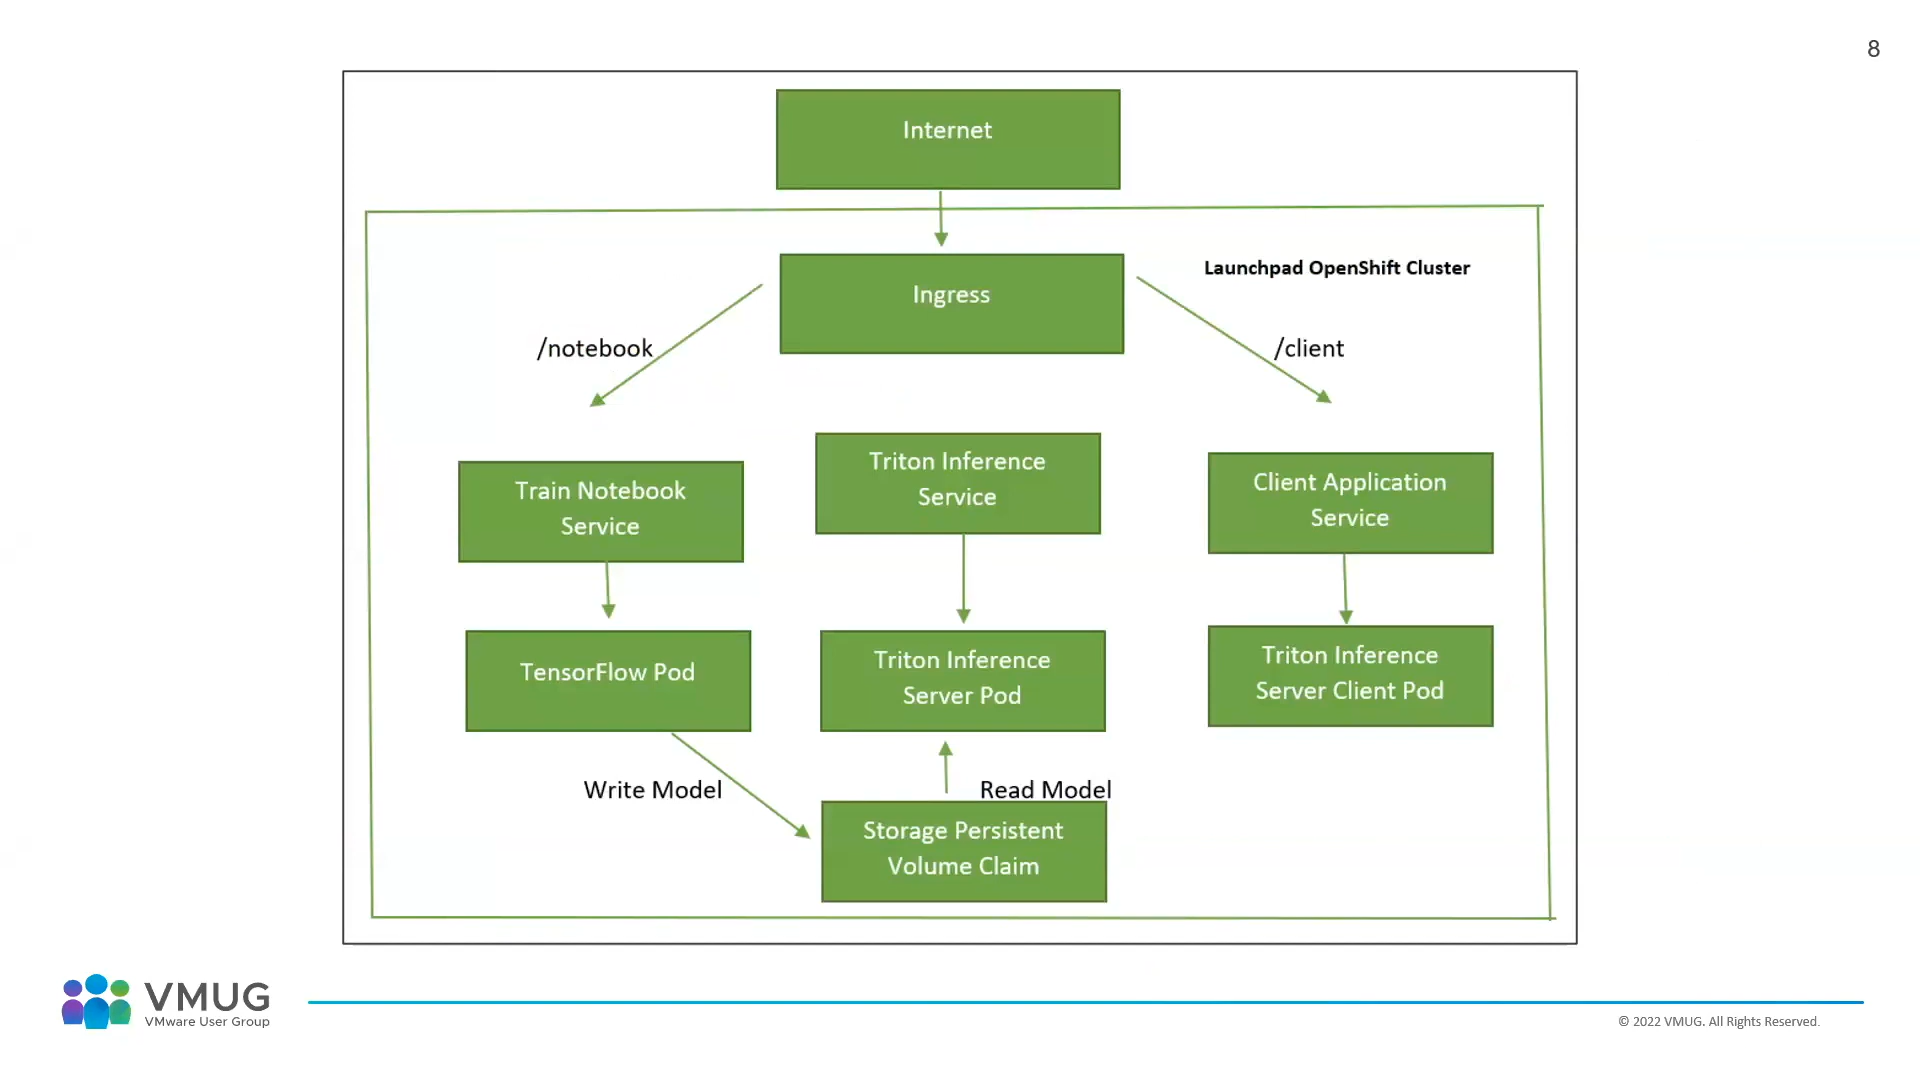 8
Internet
Ingress
Launchpad OpenShift Cluster
/notebook
/client
Train Notebook
Service
Triton Inference
Service
Client Application
Service
TensorFlow Pod
Triton Inference
Server Pod
Triton Inference
Server Client Pod
Write Model
Read Model
Storage Persistent
Volume Claim
VMUG
VMware User Group
© 2022 VMUG. All Rights Reserved.